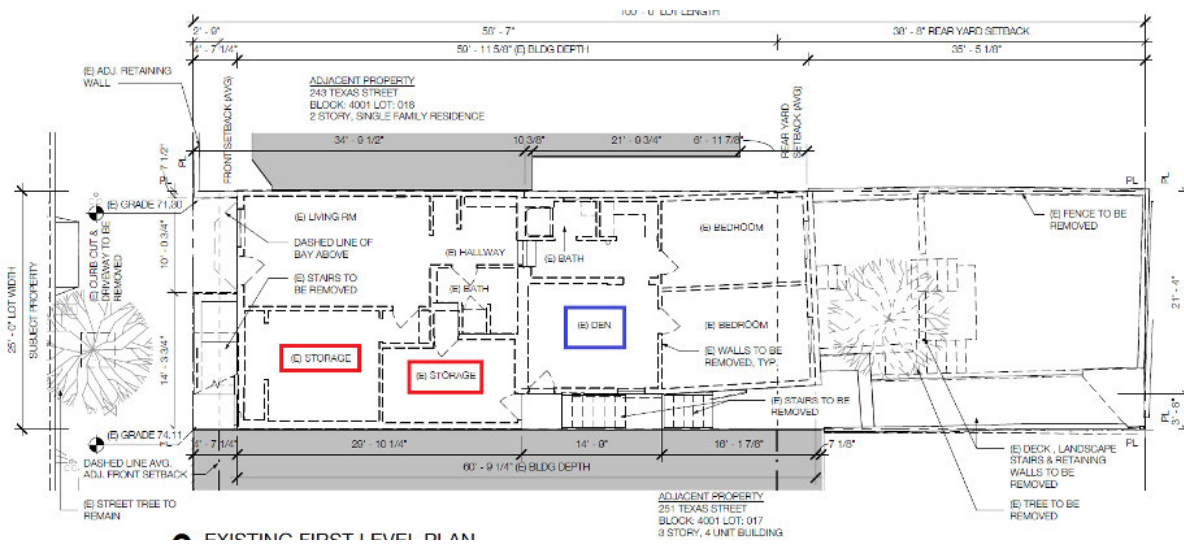 100' - 0" LOT LENGTH
2' - 9"
58' - 7"
38' - 8" REAR YARD SETBACK
4' - 7 1/4"
59' - 11 5/8" (E) BLDG DEPTH
35' - 5 1/8"
(E) ADJ. RETAINING
WALL
ADJACENT PROPERTY
243 TEXAS STREET
BLOCK: 4001 LOT: 018
2 STORY, SINGLE FAMILY RESIDENCE
FRONT SETBACK (AVG)
REAR YARD
SETBACK (AVG)
34' - 9 1/2"
10 3/8"
21' - 9 3/4"
6' - 11 7/8"
7 1/2"
PL
PL
PL
PL
(E) GRADE 71.30
(E) LIVING RM
(E) BEDROOM
(E) FENCE TO BE
REMOVED
DASHED LINE OF
BAY ABOVE
(E) HALLWAY
(E) BATH
(E) STAIRS TO
BE REMOVED
(E) BATH
(E) CURB CUT &
DRIVEWAY TO BE
REMOVED
10' - 0 3/4"
25' - 0" LOT WIDTH
SUBJECT PROPERTY
14' - 3 3/4"
21' - 4"
(E) DEN
(E) BEDROOM
(E) STORAGE
(E) WALLS TO BE
REMOVED, TYP.
(E) STORAGE
(E) STAIRS TO BE
REMOVED
3' - 8"
PL
PL
(E) GRADE 74.11
4' - 7 1/4"
29' - 10 1/4"
14' - 9"
16' - 1 7/8"
7 1/8"
DASHED LINE AVG.
ADJ. FRONT SETBACK
60' - 9 1/4" (E) BLDG DEPTH
(E) DECK , LANDSCAPE
STAIRS & RETAINING
WALLS TO BE
REMOVED
(E) STREET TREE TO
REMAIN
ADJACENT PROPERTY
251 TEXAS STREET
BLOCK: 4001 LOT: 017
3 STORY, 4 UNIT BUILDING
(E) TREE TO BE
REMOVED
EXISTING FIRST LEVEL PLAN